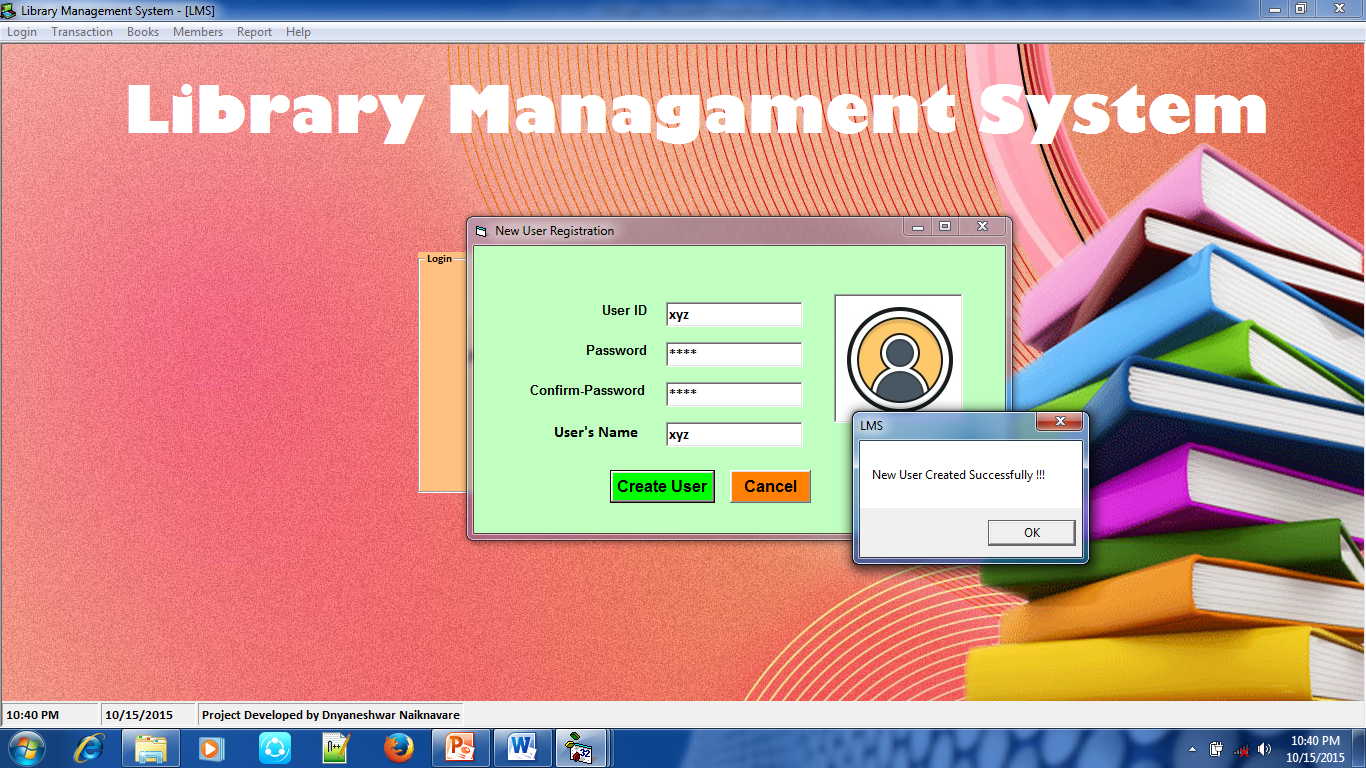 Library Management System - [LMS]
Login Transaction Books Members Report Help
Library Managament System
Login
New User Registration
User ID xyz
Password ****
Confirm-Password ****
User's Name xyz
Create User Cancel
LMS
New User Created Successfully !!!
OK
10:40 PM 10/15/2015 Project Developed by Dnyaneshwar Naiknavare
10:40 PM
10/15/2015